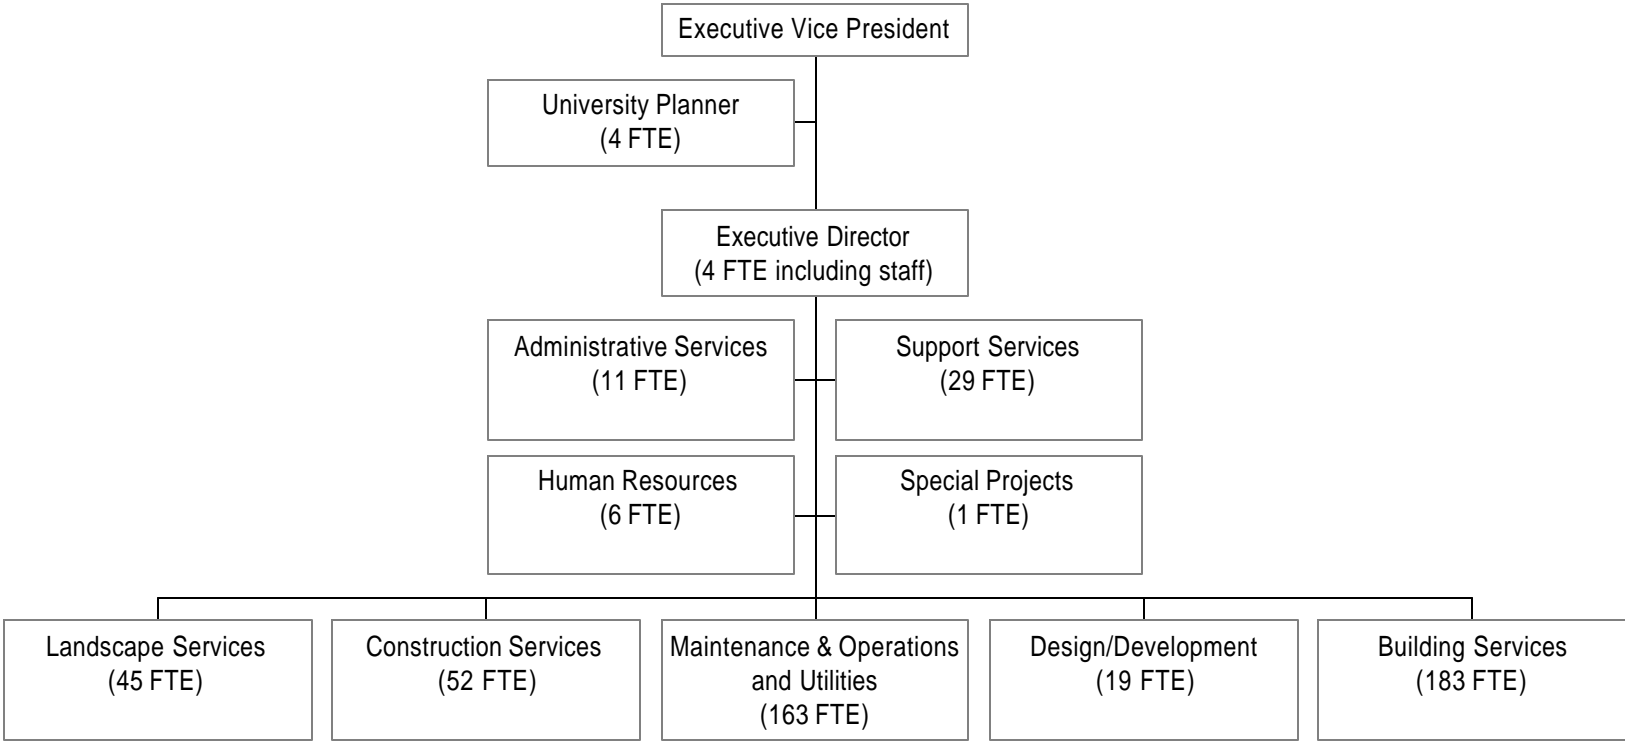 Executive Vice President
University Planner
(4 FTE)
Executive Director
(4 FTE including staff)
Administrative Services
(11 FTE)
Support Services
(29 FTE)
Human Resources
(6 FTE)
Special Projects
(1 FTE)
Landscape Services
(45 FTE)
Construction Services
(52 FTE)
Maintenance & Operations
and Utilities
(163 FTE)
Design/Development
(19 FTE)
Building Services
(183 FTE)